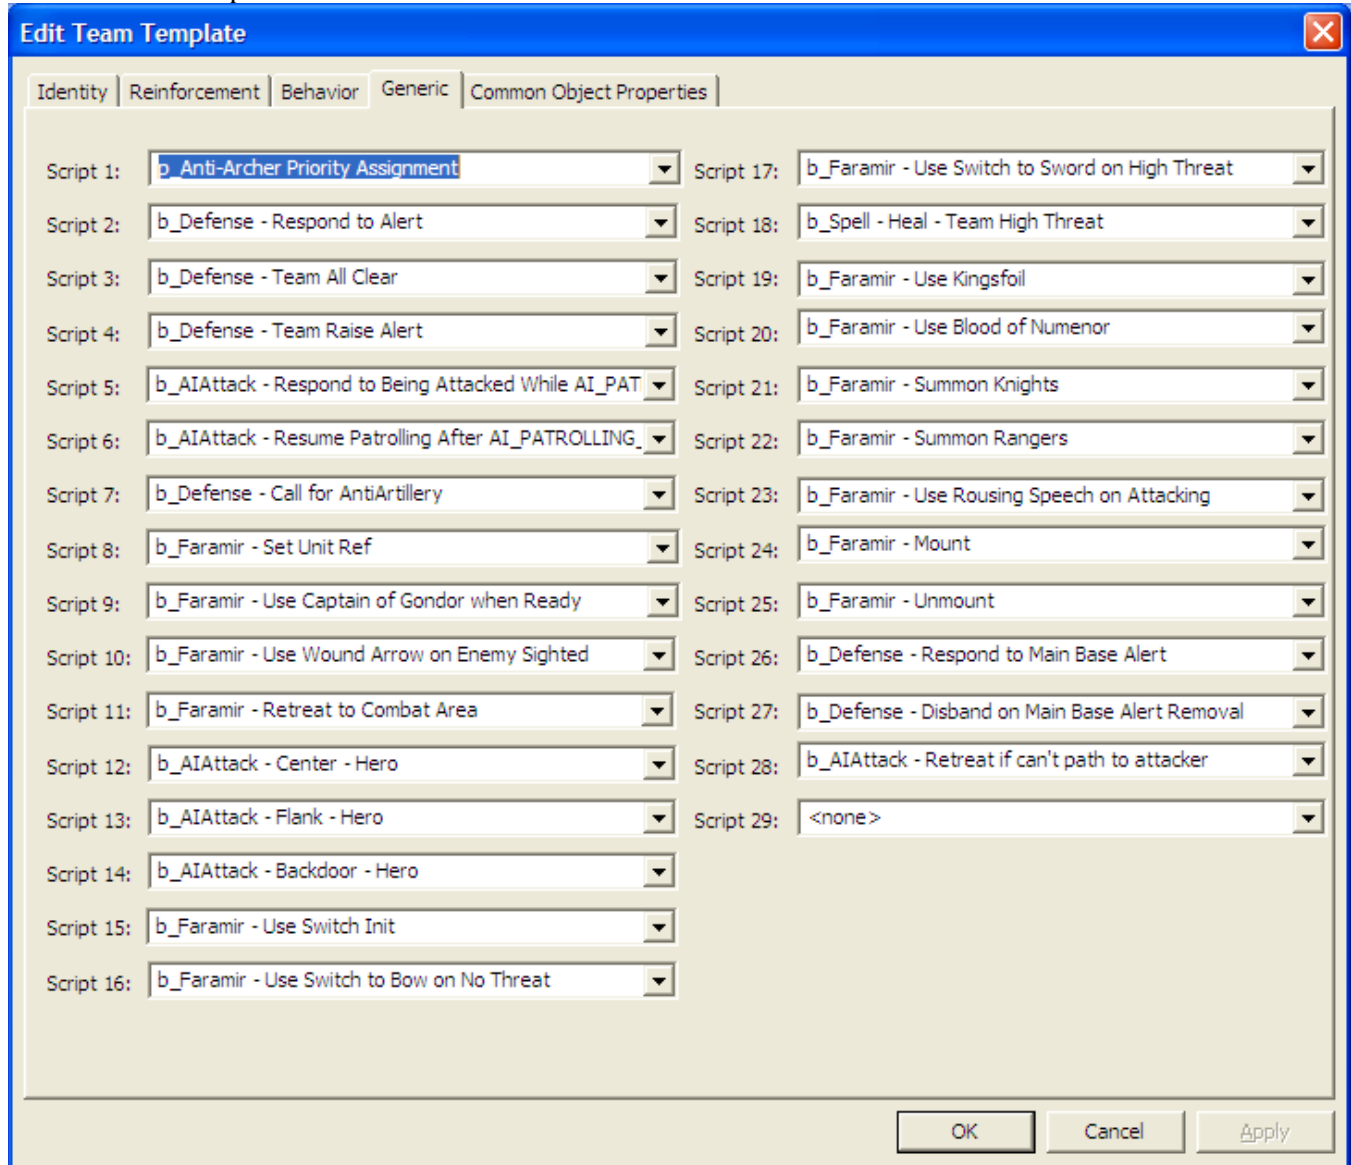 Edit Team Template
Identity Reinforcement Behavior Generic Common Object Properties
Script 1: b_Anti-Archer Priority Assignment
Script 2: b_Defense - Respond to Alert
Script 3: b_Defense - Team All Clear
Script 4: b_Defense - Team Raise Alert
Script 5: b_AIAttack - Respond to Being Attacked While AI_PAT
Script 6: b_AIAttack - Resume Patrolling After AI_PATROLLING_
Script 7: b_Defense - Call for AntiArtillery
Script 8: b_Faramir - Set Unit Ref
Script 9: b_Faramir - Use Captain of Gondor when Ready
Script 10: b_Faramir - Use Wound Arrow on Enemy Sighted
Script 11: b_Faramir - Retreat to Combat Area
Script 12: b_AIAttack - Center - Hero
Script 13: b_AIAttack - Flank - Hero
Script 14: b_AIAttack - Backdoor - Hero
Script 15: b_Faramir - Use Switch Init
Script 16: b_Faramir - Use Switch to Bow on No Threat
Script 17: b_Faramir - Use Switch to Sword on High Threat
Script 18: b_Spell - Heal - Team High Threat
Script 19: b_Faramir - Use Kingsfoil
Script 20: b_Faramir - Use Blood of Numenor
Script 21: b_Faramir - Summon Knights
Script 22: b_Faramir - Summon Rangers
Script 23: b_Faramir - Use Rousing Speech on Attacking
Script 24: b_Faramir - Mount
Script 25: b_Faramir - Unmount
Script 26: b_Defense - Respond to Main Base Alert
Script 27: b_Defense - Disband on Main Base Alert Removal
Script 28: b_AIAttack - Retreat if can't path to attacker
Script 29: <none>
OK Cancel Apply